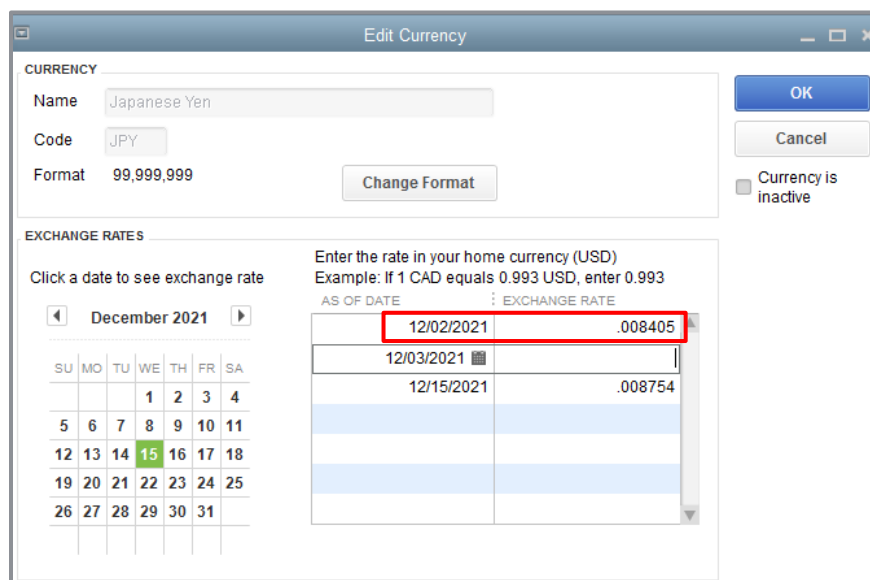 Edit Currency
CURRENCY
Name Japanese Yen
Code JPY
Format 99,999,999
Change Format
OK
Cancel
Currency is
inactive
EXCHANGE RATES
Click a date to see exchange rate
December 2021
SU MO TU WE TH FR SA
1 2 3 4
5 6 7 8 9 10 11
12 13 14 15 16 17 18
19 20 21 22 23 24 25
26 27 28 29 30 31
Enter the rate in your home currency (USD)
Example: If 1 CAD equals 0.993 USD, enter 0.993
AS OF DATE EXCHANGE RATE
12/02/2021 .008405
12/03/2021
12/15/2021 .008754